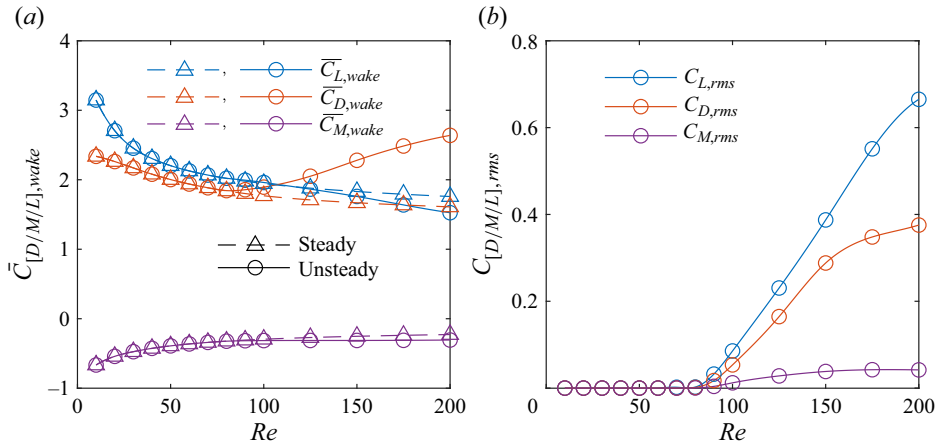 (a)
4
3
2
1
0
−1
0
50
100
150
200
Re
C̄[D/M/L],wake
, C̄L,wake
, C̄D,wake
, C̄M,wake
Steady
Unsteady
(b)
0.8
0.6
0.4
0.2
0
50
100
150
200
Re
C[D/M/L],rms
CL,rms
CD,rms
CM,rms